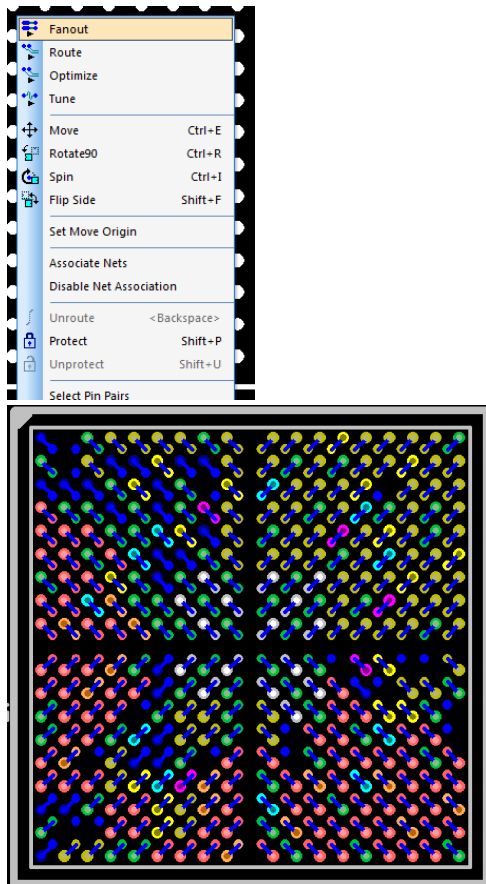 Fanout
Route
Optimize
Tune
Move Ctrl+E
Rotate90 Ctrl+R
Spin Ctrl+I
Flip Side Shift+F
Set Move Origin
Associate Nets
Disable Net Association
Unroute <Backspace>
Protect Shift+P
Unprotect Shift+U
Select Pin Pairs